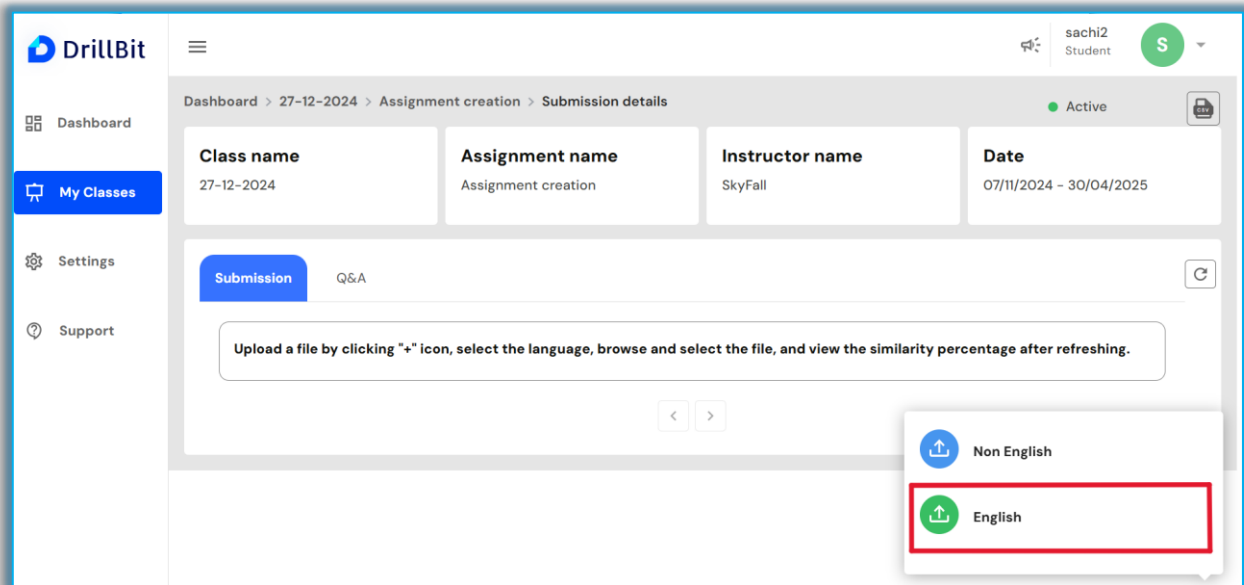 DrillBit
sachi2
Student
S
Dashboard > 27-12-2024 > Assignment creation > Submission details
Active
CSV
Dashboard
My Classes
Settings
Support
Class name
27-12-2024
Assignment name
Assignment creation
Instructor name
SkyFall
Date
07/11/2024 - 30/04/2025
Submission
Q&A
Upload a file by clicking "+" icon, select the language, browse and select the file, and view the similarity percentage after refreshing.
< >
Non English
English